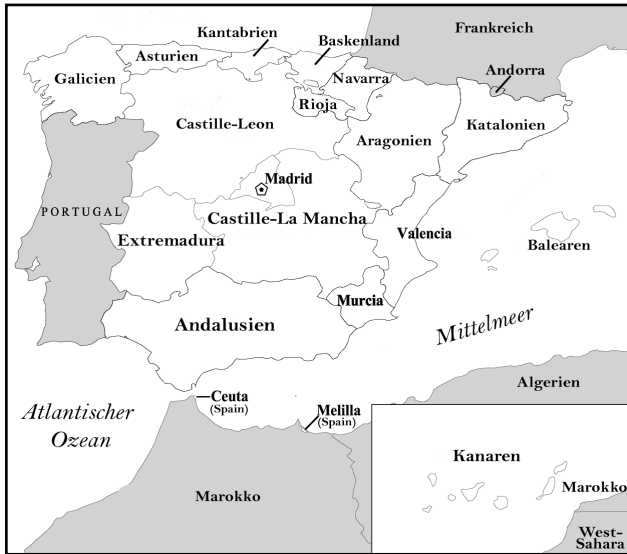 Frankreich
Kantabrien
Baskenland
Asturien
Galicien
Navarra
Andorra
Rioja
Castille-Leon
Aragonien
Katalonien
Madrid
PORTUGAL
Castille-La Mancha
Extremadura
Valencia
Balearen
Murcia
Andalusien
Mittelmeer
Algerien
Ceuta
(Spain)
Melilla
(Spain)
Atlantischer
Ozean
Kanaren
Marokko
Marokko
West-
Sahara